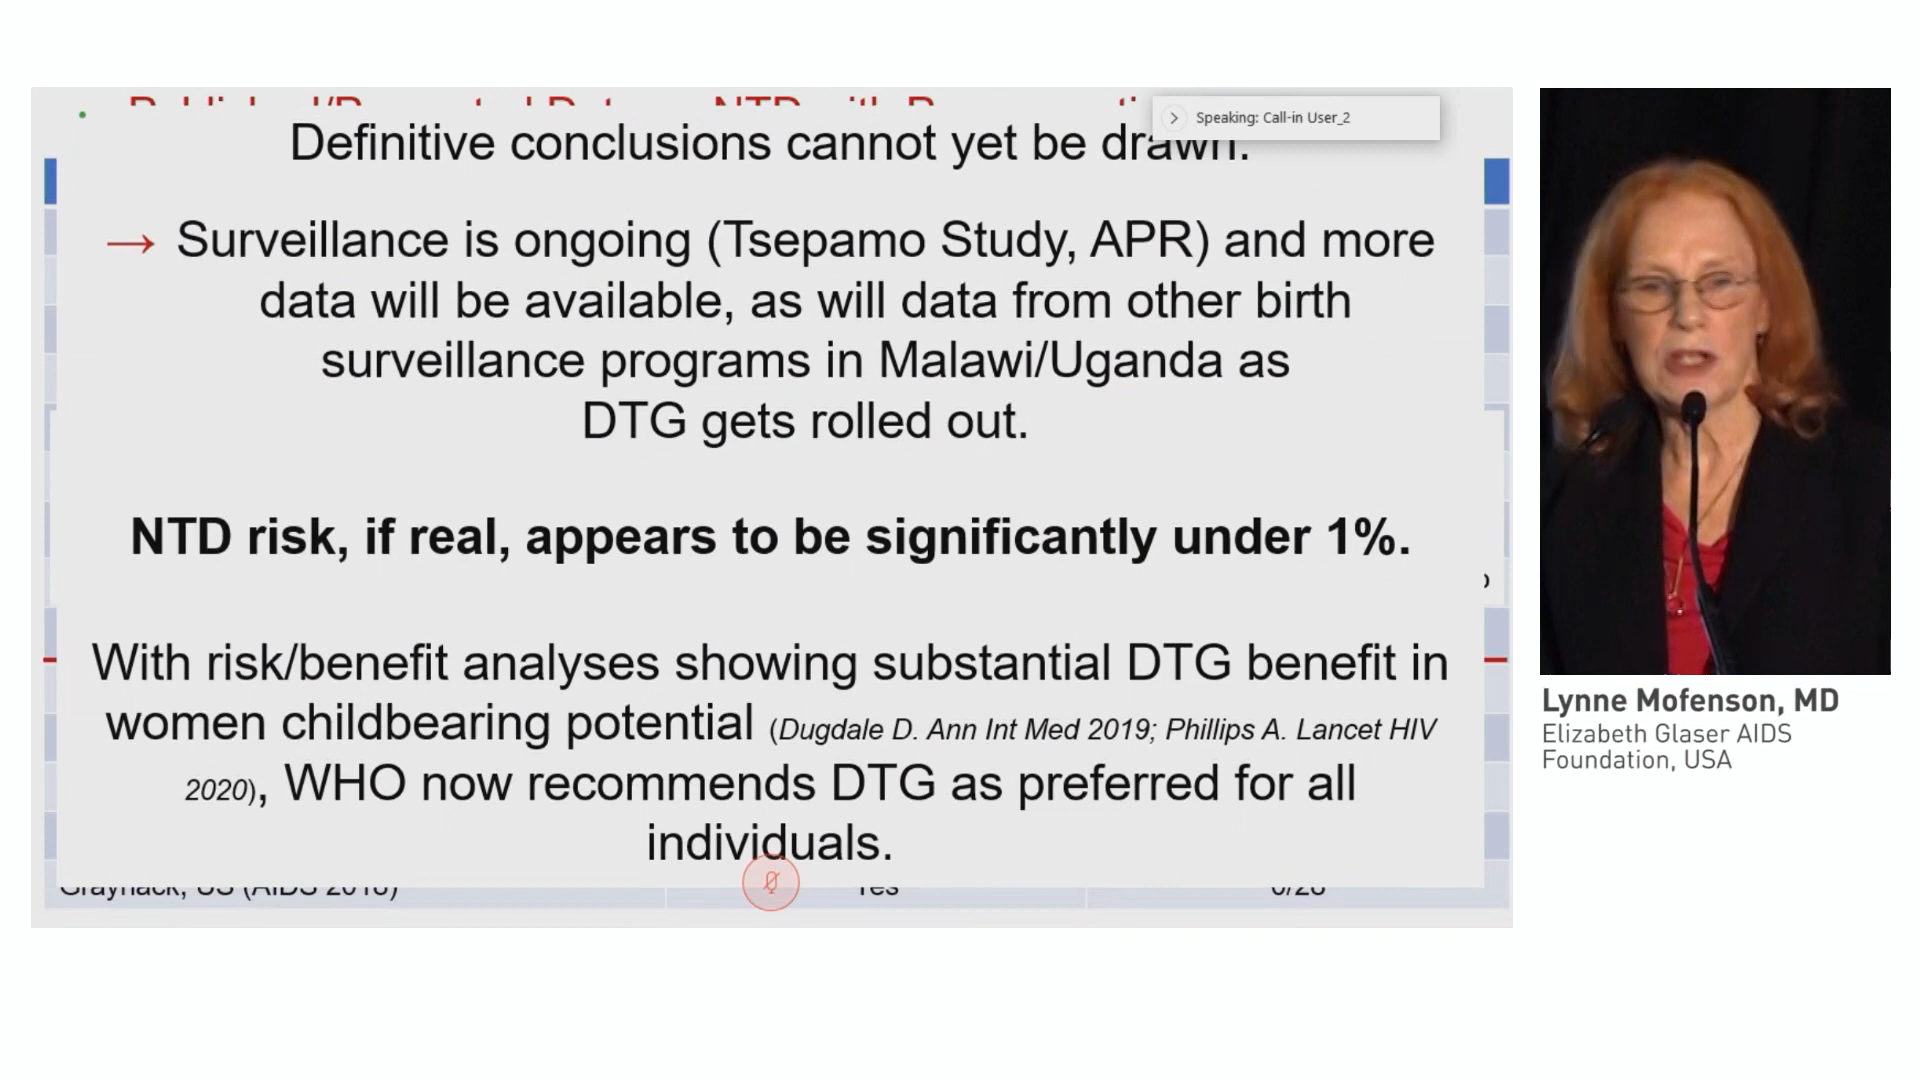 Speaking: Call-in User_2
Definitive conclusions cannot yet be drawn.
→ Surveillance is ongoing (Tsepamo Study, APR) and more
data will be available, as will data from other birth
surveillance programs in Malawi/Uganda as
DTG gets rolled out.
NTD risk, if real, appears to be significantly under 1%.
With risk/benefit analyses showing substantial DTG benefit in
women childbearing potential (Dugdale D. Ann Int Med 2019; Phillips A. Lancet HIV
2020), WHO now recommends DTG as preferred for all
individuals.
Yes 0/28
Lynne Mofenson, MD
Elizabeth Glaser AIDS
Foundation, USA